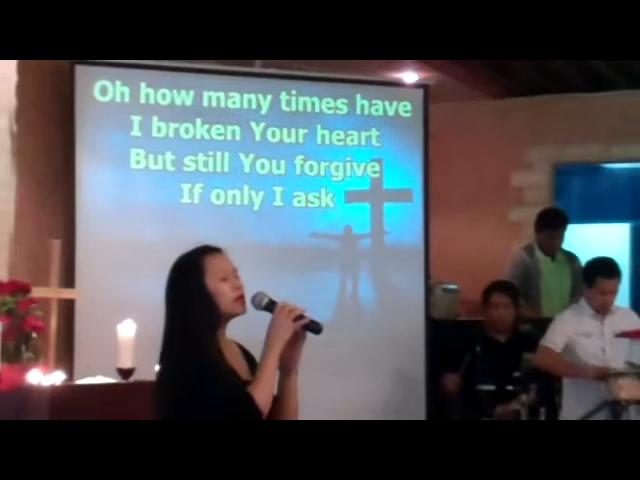 Oh how many times have
I broken Your heart
But still You forgive
If only I ask